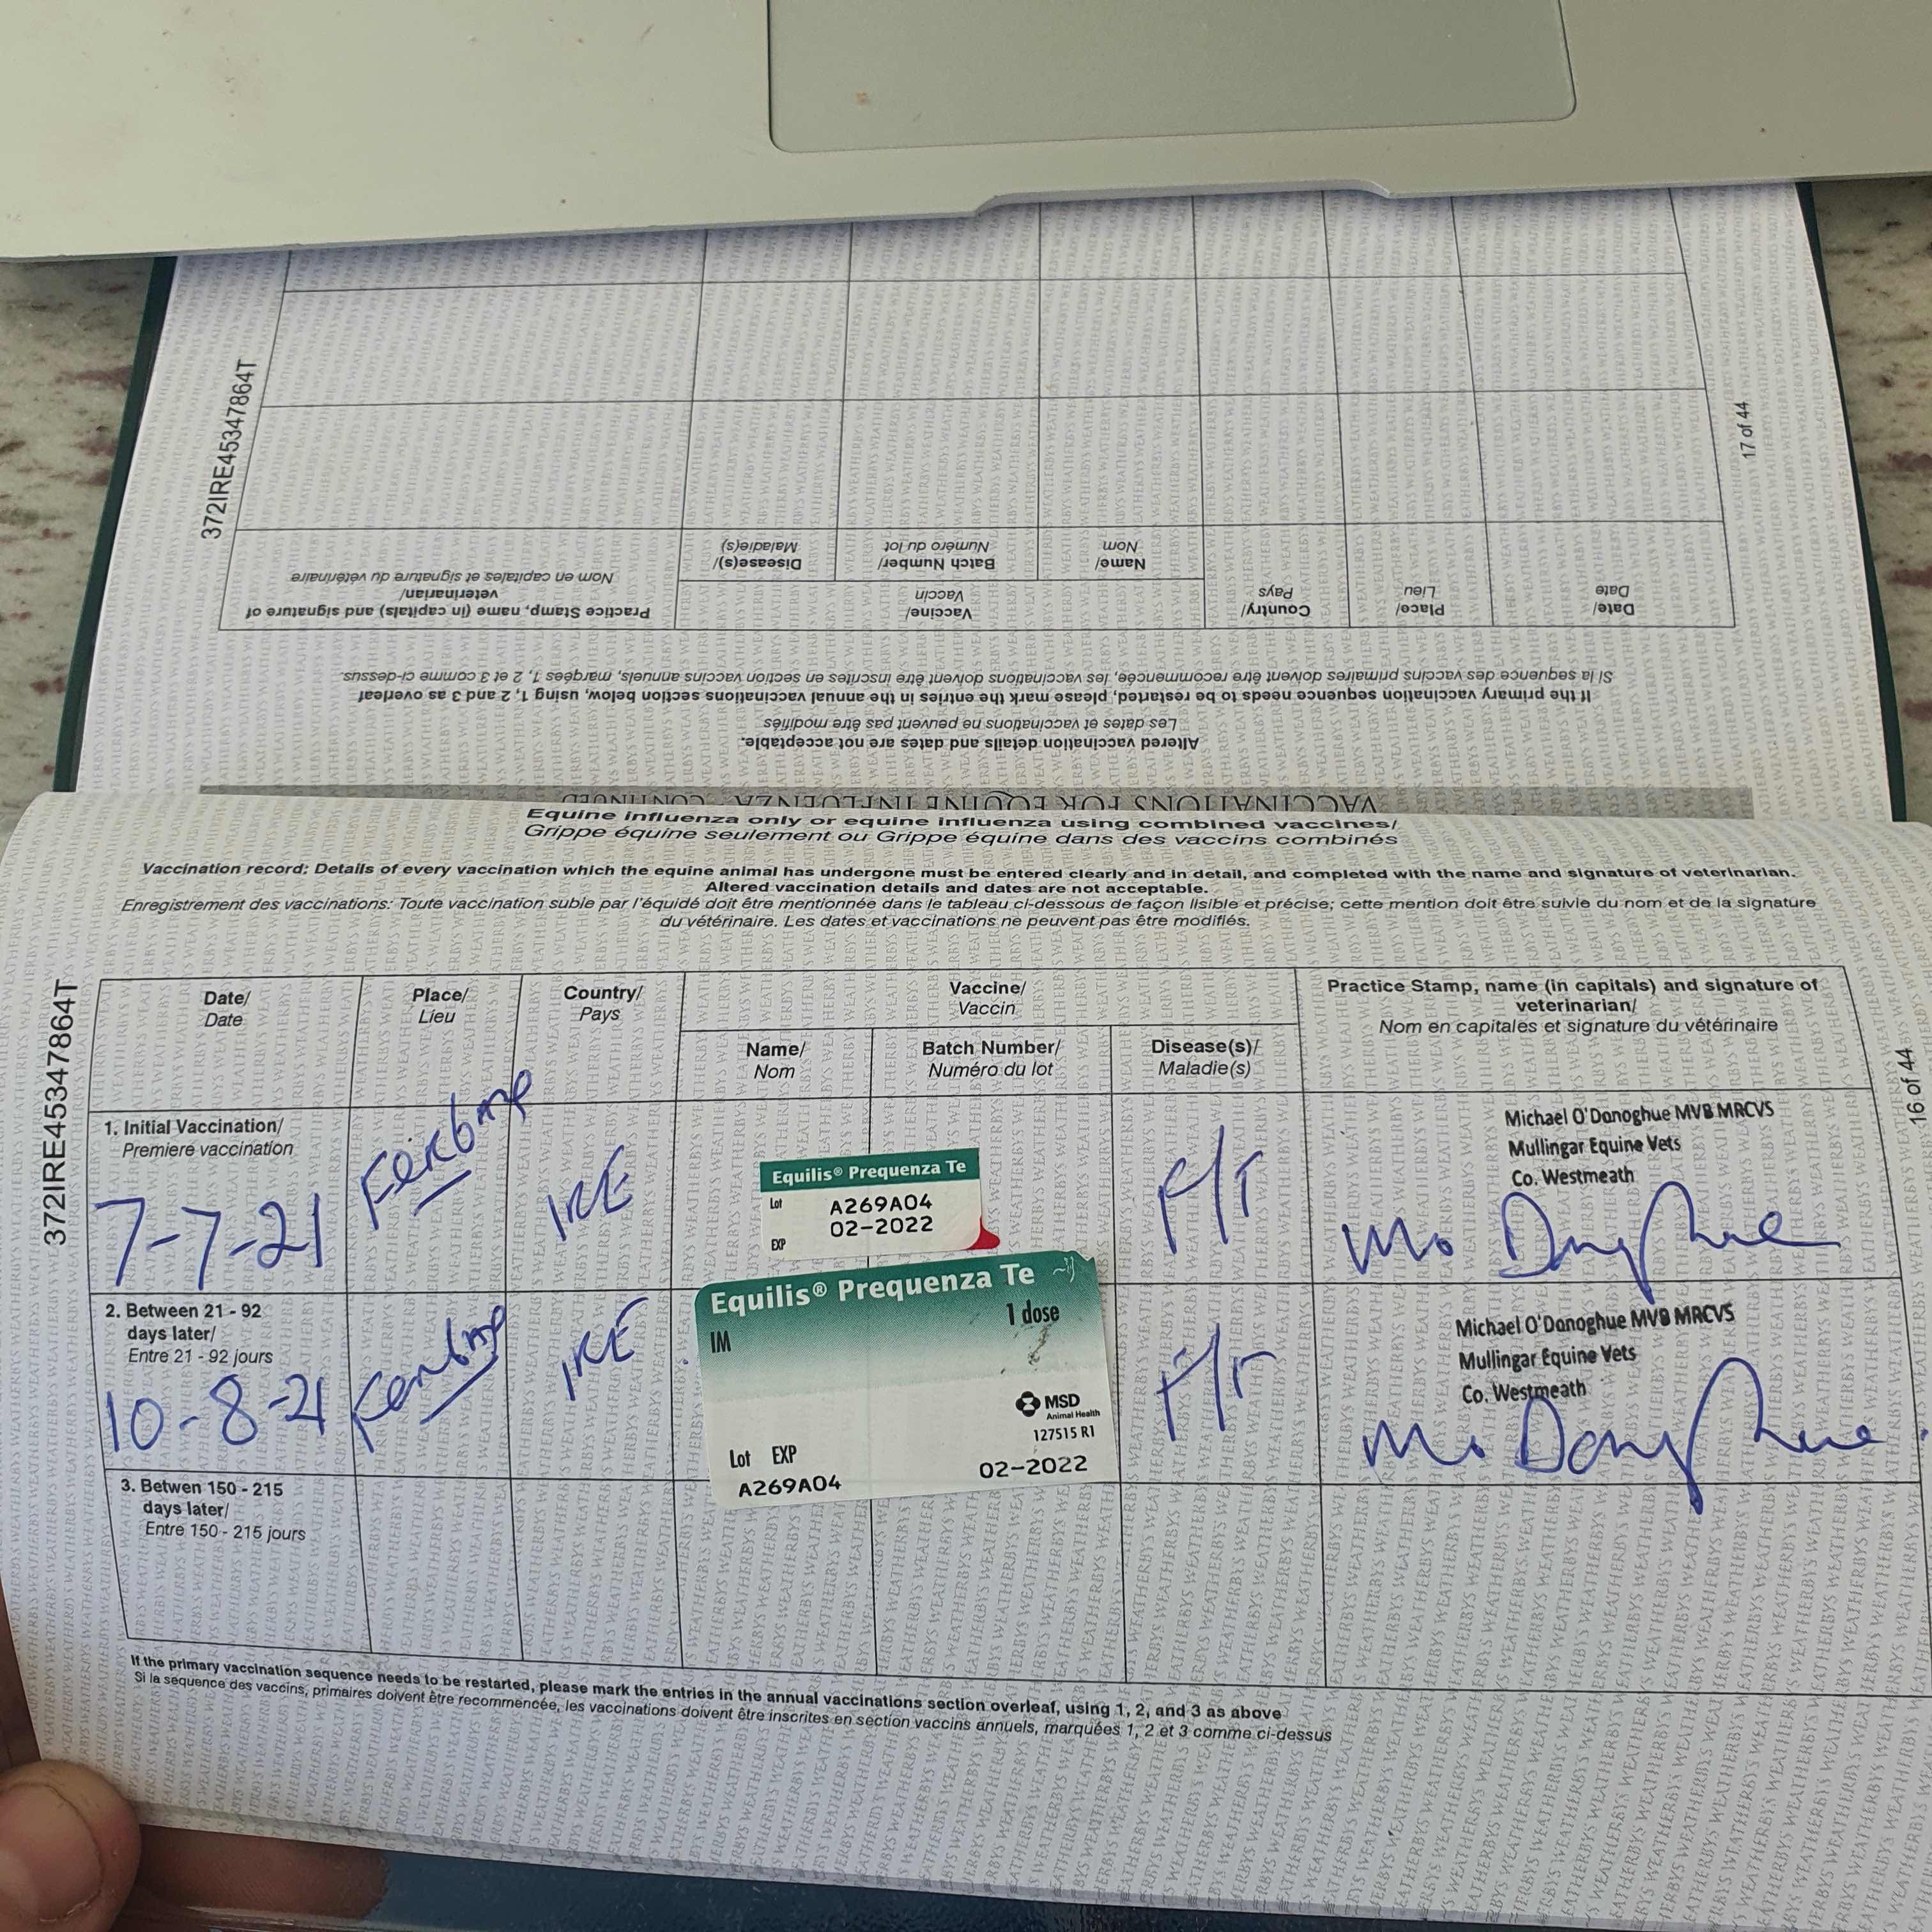 372IRE45347864T
17 of 44
VACCINATIONS FOR EQUINE INFLUENZA - CONTINUED
Altered vaccination details and dates are not acceptable.
Les dates et vaccinations ne peuvent pas être modifiés
If the primary vaccination sequence needs to be restarted, please mark the entries in the annual vaccinations section below, using 1, 2 and 3 as overleaf
Si la sequence des vaccins primaires doivent être recommencée, les vaccinations doivent être inscrites en section vaccins annuels, margées 1, 2 et 3 comme ci-dessus.
Date/
Date
Place/
Lieu
Country/
Pays
Vaccine/
Vaccin
Practice Stamp, name (in capitals) and signature of
veterinarian/
Nom en capitales et signature du vétérinaire
Name/
Nom
Batch Number/
Numéro du lot
Diseases(s)/
Maladie(s)
Equine influenza only or equine influenza using combined vaccines/
Grippe équine seulement ou Grippe équine dans des vaccins combinés
Vaccination record: Details of every vaccination which the equine animal has undergone must be entered clearly and in detail, and completed with the name and signature of veterinarian.
Altered vaccination details and dates are not acceptable.
Enregistrement des vaccinations: Toute vaccination subie par l'équidé doit être mentionnée dans le tableau ci-dessous de façon lisible et précise; cette mention doit être suivie du nom et de la signature
du vétérinaire. Les dates et vaccinations ne peuvent pas être modifiés.
372IRE45347864T
16 of 44
Date/
Date
Place/
Lieu
Country/
Pays
Vaccine/
Vaccin
Practice Stamp, name (in capitals) and signature of
veterinarian/
Nom en capitales et signature du vétérinaire
Name/
Nom
Batch Number/
Numéro du lot
Disease(s)/
Maladie(s)
1. Initial Vaccination/
Premiere vaccination
7-7-21
IRE
Equilis® Prequenza Te
Lot A269A04
EXP 02-2022
F/T
Michael O'Donoghue MVB MRCVS
Mullingar Equine Vets
Co. Westmeath
2. Between 21 - 92
days later/
Entre 21 - 92 jours
10-8-21
IRE
Equilis® Prequenza Te
IM
1 dose
MSD
Animal Health
127515 R1
Lot EXP
A269A04
02-2022
F/T
Michael O'Donoghue MVB MRCVS
Mullingar Equine Vets
Co. Westmeath
3. Betwen 150 - 215
days later/
Entre 150 - 215 jours
If the primary vaccination sequence needs to be restarted, please mark the entries in the annual vaccinations section overleaf, using 1, 2, and 3 as above
Si la séquence des vaccins, primaires doivent être recommencée, les vaccinations doivent être inscrites en section vaccins annuels, marquées 1, 2 et 3 comme ci-dessus